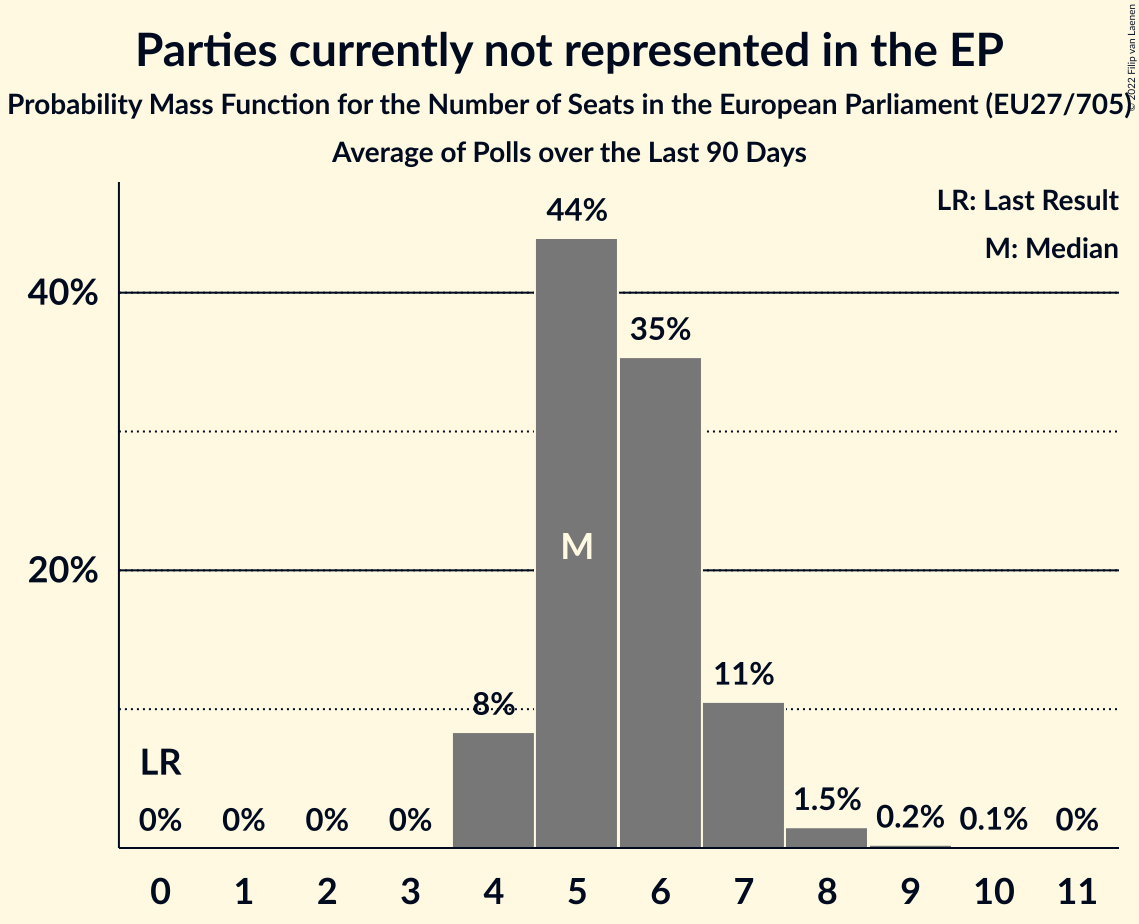 Parties currently not represented in the EP
Probability Mass Function for the Number of Seats in the European Parliament (EU27/705)
Average of Polls over the Last 90 Days
© 2022 Filip van Laenen
LR: Last Result
M: Median
44%
40%
35%
M
20%
11%
8%
LR
1.5%
0% 0% 0% 0% 0.2% 0.1% 0%
0 1 2 3 4 5 6 7 8 9 10 11